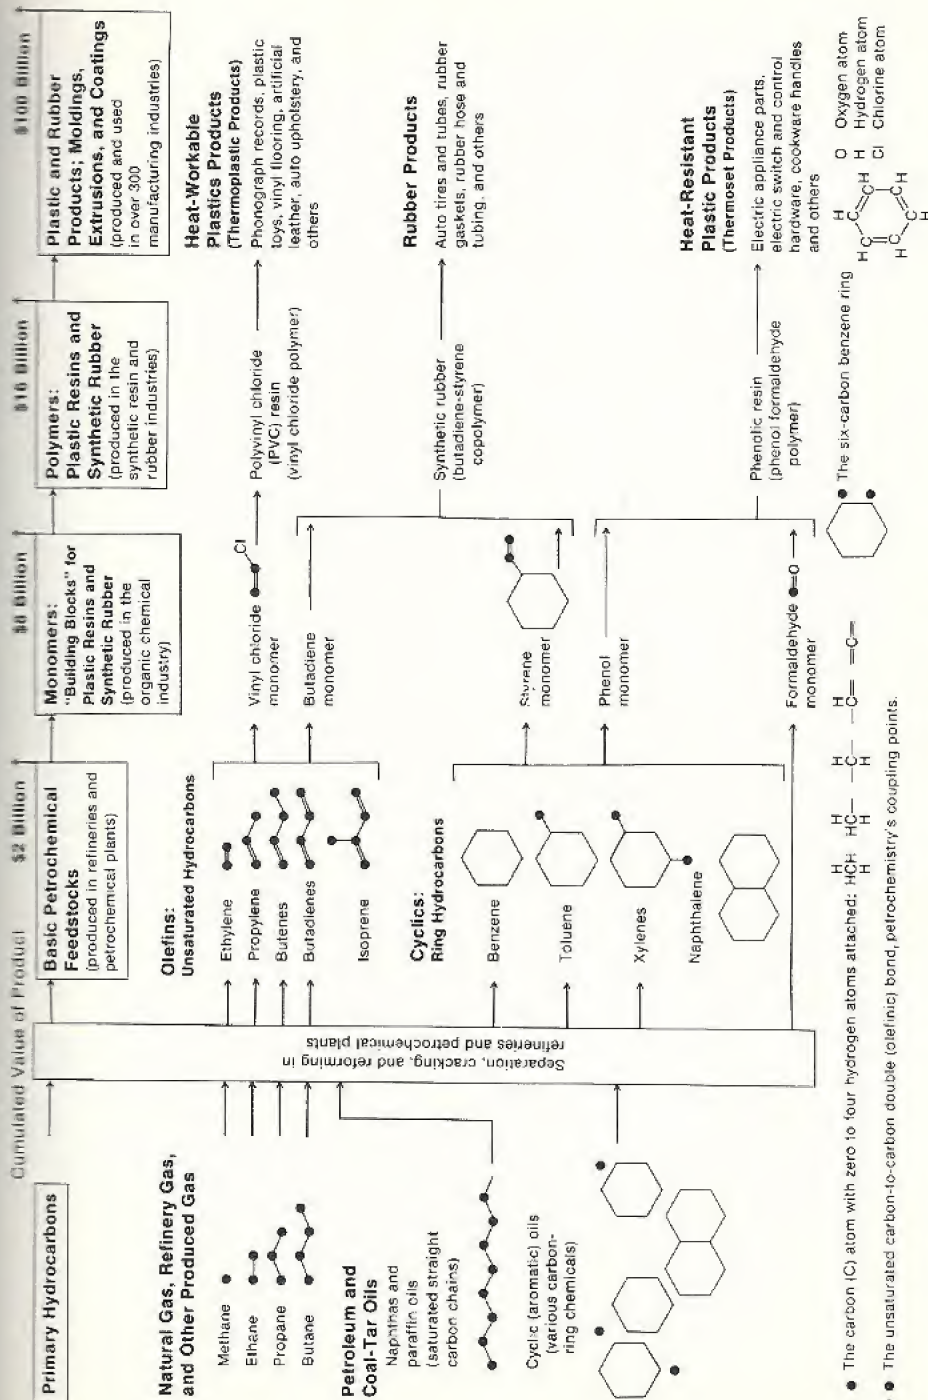 Cumulated Value of Product
$2 Billion
$8 Billion
$16 Billion
$100 Billion
Primary Hydrocarbons
Basic Petrochemical
Feedstocks
(produced in refineries and
petrochemical plants)
Monomers:
"Building Blocks" for
Plastic Resins and
Synthetic Rubber
(produced in the
organic chemical
industry)
Polymers:
Plastic Resins and
Synthetic Rubber
(produced in the
synthetic resin and
rubber industries)
Plastic and Rubber
Products; Moldings,
Extrusions, and Coatings
(produced and used
in over 300
manufacturing industries)
Natural Gas, Refinery Gas,
and Other Produced Gas
Methane
Ethane
Propane
Butane
Petroleum and
Coal-Tar Oils
Naphthas and
paraffin oils
(saturated straight
carbon chains)
Cyclic (aromatic) oils
(various carbon-
ring chemicals)
Separation, cracking, and reforming in
refineries and petrochemical plants
Olefins:
Unsaturated Hydrocarbons
Ethylene
Propylene
Butenes
Butadienes
Isoprene
Cyclics:
Ring Hydrocarbons
Benzene
Toluene
Xylenes
Naphthalene
Vinyl chloride
monomer
Cl
Butadiene
monomer
Styrene
monomer
Phenol
monomer
Formaldehyde
monomer
O
Polyvinyl chloride
(PVC) resin
(vinyl chloride polymer)
Synthetic rubber
(butadiene-styrene
copolymer)
Phenolic resin
(phenol formaldehyde
polymer)
Heat-Workable
Plastics Products
(Thermoplastic Products)
Phonograph records, plastic
toys, vinyl flooring, artificial
leather, auto upholstery, and
others
Rubber Products
Auto tires and tubes, rubber
gaskets, rubber hose and
tubing, and others
Heat-Resistant
Plastic Products
(Thermoset Products)
Electric appliance parts,
electric switch and control
hardware, cookware handles
and others
H H H H
● The carbon (C) atom with zero to four hydrogen atoms attached: HCH HC— —C— —C= =C=
H H H
● The unsaturated carbon-to-carbon double (olefinic) bond, petrochemistry's coupling points.
The six-carbon benzene ring
H
C
HC CH
HC CH
C
H
O Oxygen atom
H Hydrogen atom
Cl Chlorine atom